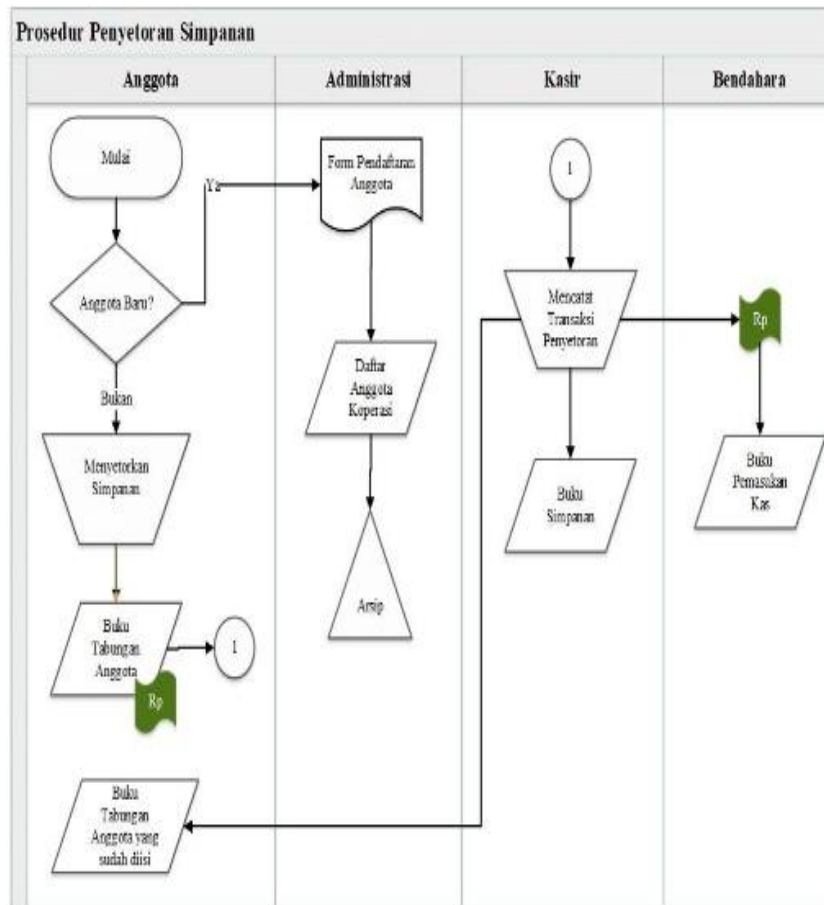 Prosedur Penyetoran Simpanan
Anggota
Administrasi
Kasir
Bendahara
Mulai
Ya
Form Pendaftaran
Anggota
1
Anggota Baru?
Mencatat
Transaksi
Penyetoran
Rp
Daftar
Anggota
Koperasi
Bukan
Menyetorkan
Simpanan
Buku
Simpanan
Buku
Pemasukan
Kas
Arsip
Buku
Tabungan
Anggota
1
Rp
Buku
Tabungan
Anggota yang
sudah diisi